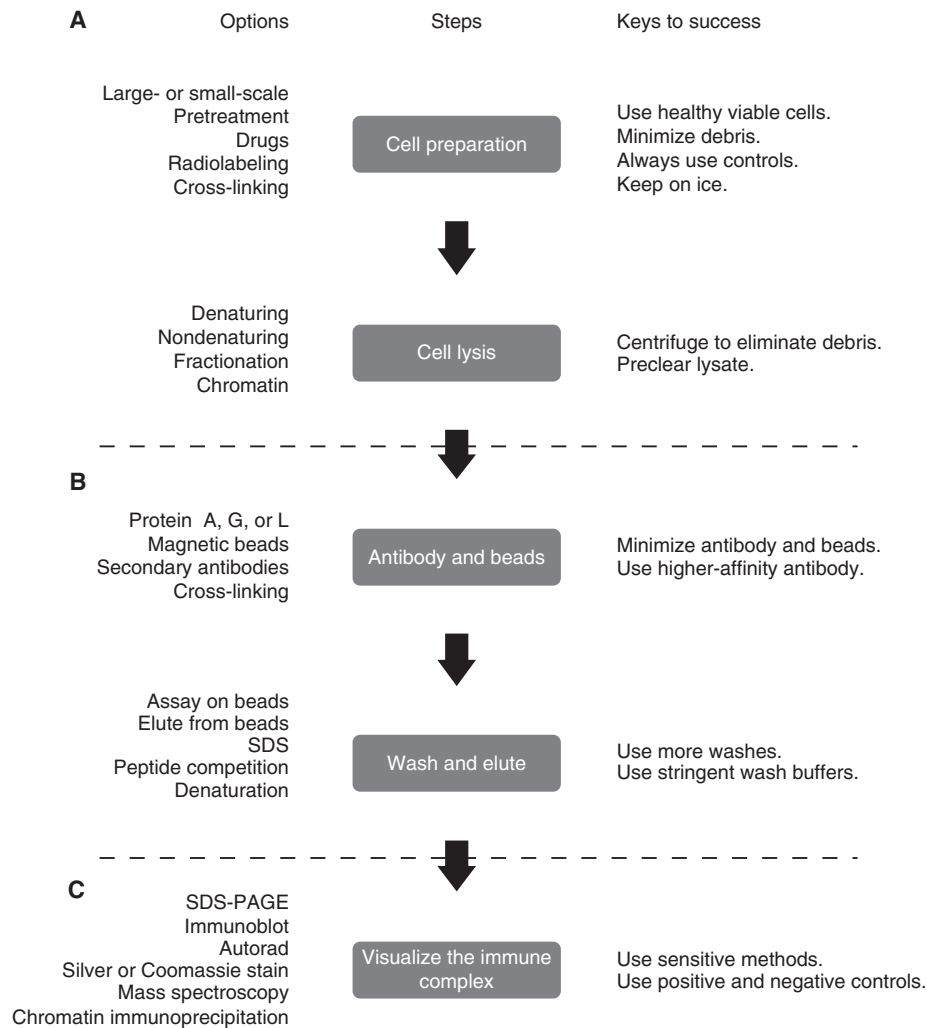 A
Options
Steps
Keys to success
Large- or small-scale
Pretreatment
Drugs
Radiolabeling
Cross-linking
Cell preparation
Use healthy viable cells.
Minimize debris.
Always use controls.
Keep on ice.
Denaturing
Nondenaturing
Fractionation
Chromatin
Cell lysis
Centrifuge to eliminate debris.
Preclear lysate.
B
Protein A, G, or L
Magnetic beads
Secondary antibodies
Cross-linking
Antibody and beads
Minimize antibody and beads.
Use higher-affinity antibody.
Assay on beads
Elute from beads
SDS
Peptide competition
Denaturation
Wash and elute
Use more washes.
Use stringent wash buffers.
C
SDS-PAGE
Immunoblot
Autorad
Silver or Coomassie stain
Mass spectroscopy
Chromatin immunoprecipitation
Visualize the immune
complex
Use sensitive methods.
Use positive and negative controls.